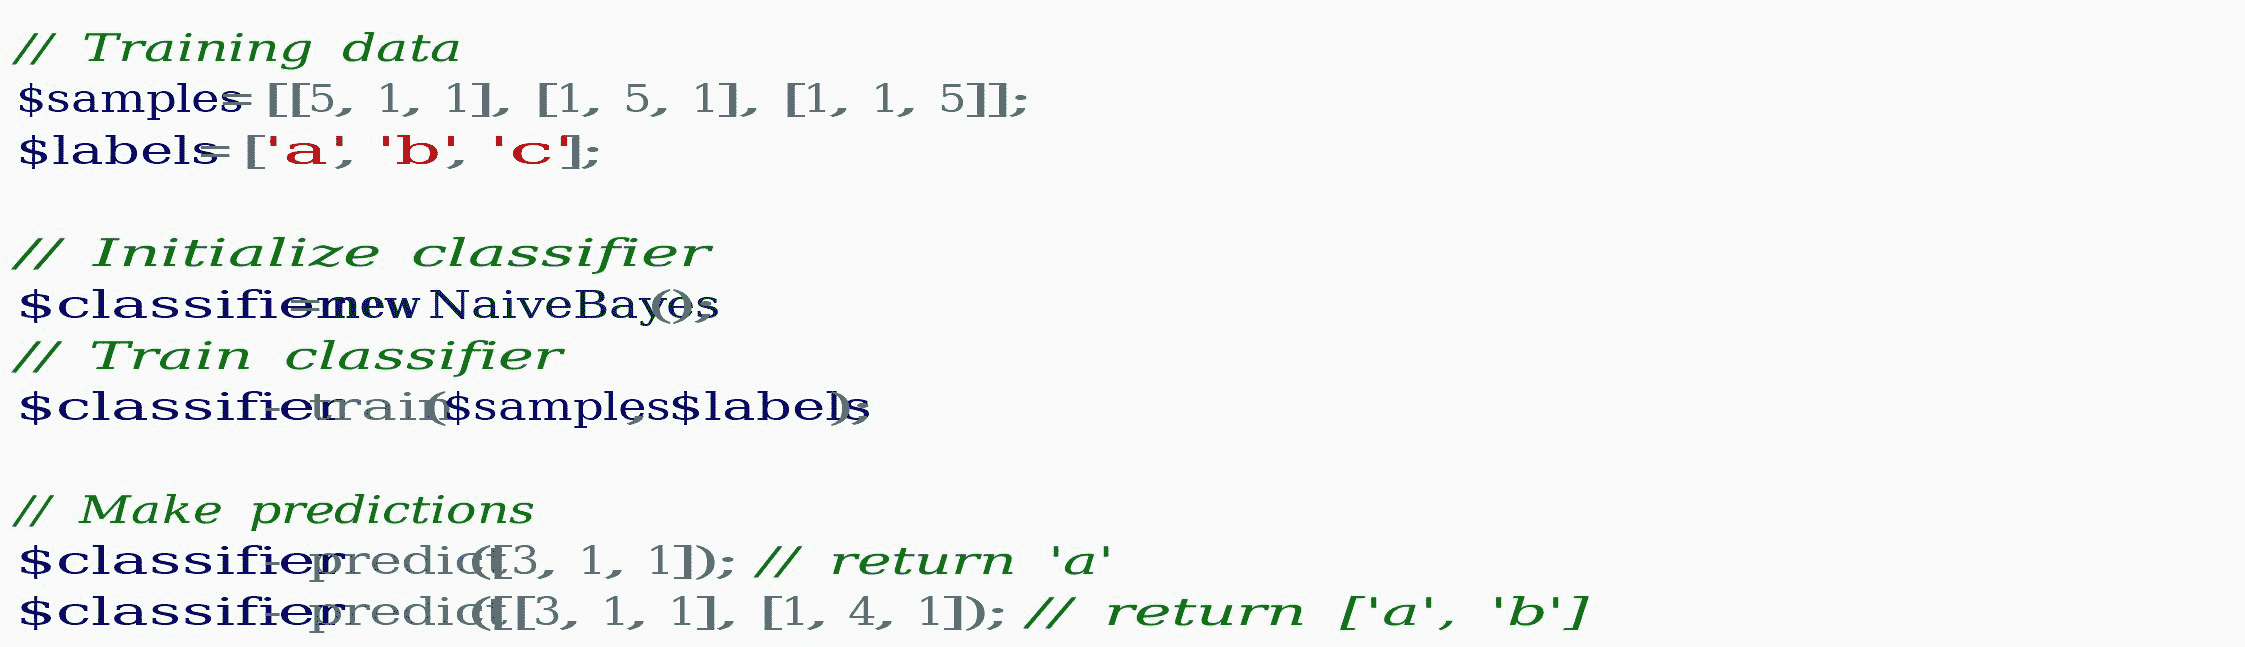 // Training data
$samples= [[5, 1, 1], [1, 5, 1], [1, 1, 5]];
$labels= ['a', 'b', 'c'];
// Initialize classifier
$classifier= new NaiveBayes();
// Train classifier
$classifier- train($samples, $labels);
// Make predictions
$classifier- predict([3, 1, 1]); // return 'a'
$classifier- predict([[3, 1, 1], [1, 4, 1]); // return ['a', 'b']